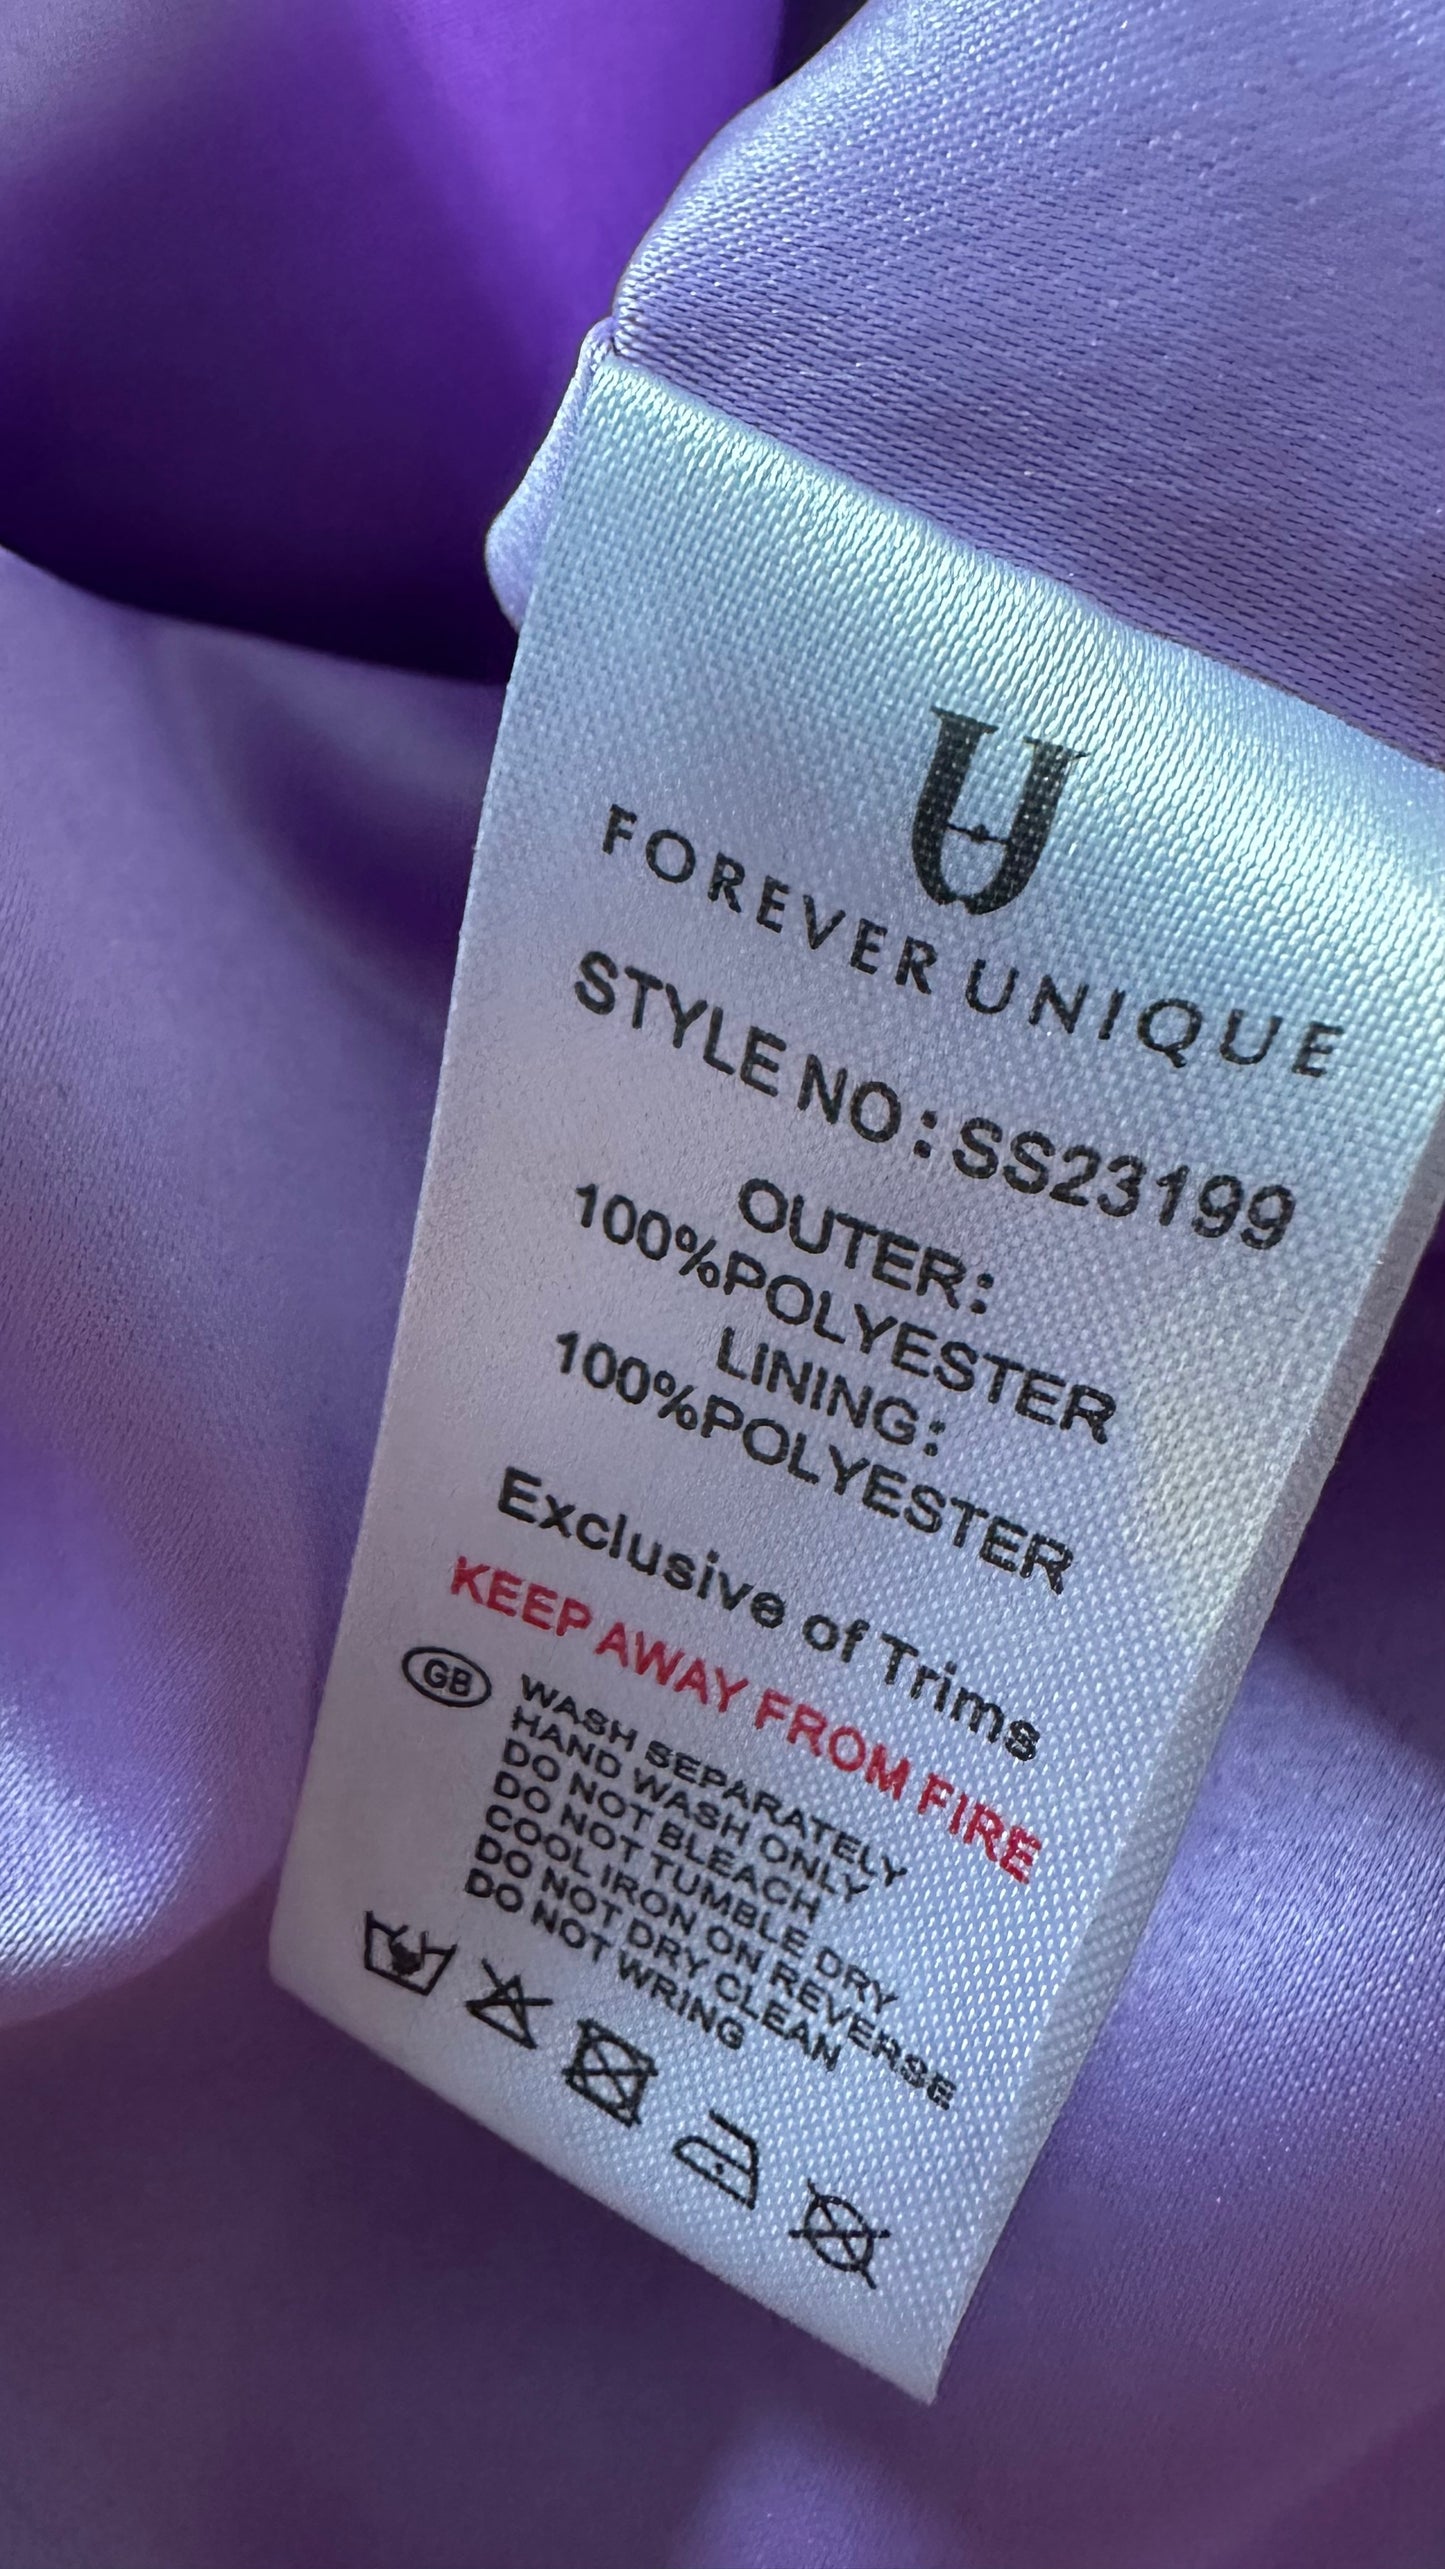 U
FOREVER UNIQUE
STYLE NO : SS23199
OUTER:
100%POLYESTER
LINING:
100%POLYESTER
Exclusive of Trims
KEEP AWAY FROM FIRE
GB WASH SEPARATELY
HAND WASH ONLY
DO NOT BLEACH
DO NOT TUMBLE DRY
COOL IRON ON REVERSE
DO NOT DRY CLEAN
DO NOT WRING